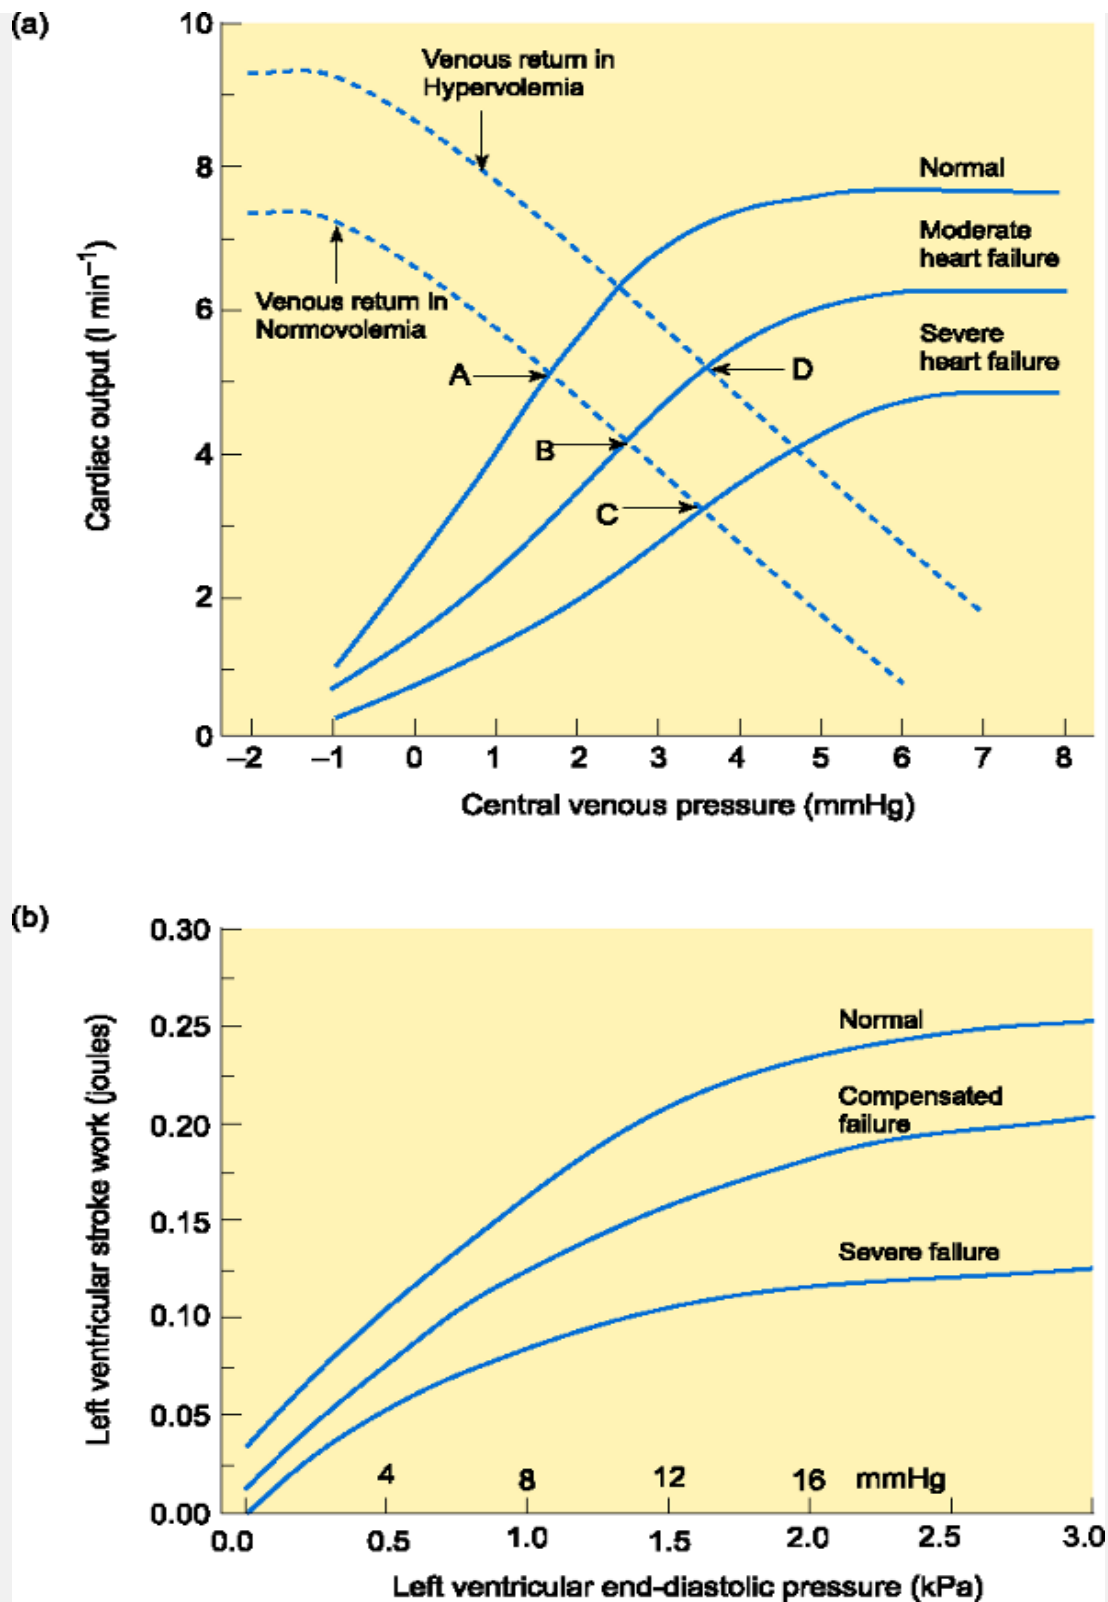 (a)
10
8
6
4
2
0
Cardiac output (l min⁻¹)
Venous return in
Hypervolemia
Venous return in
Normovolemia
Normal
Moderate
heart failure
Severe
heart failure
A
B
C
D
–2 –1 0 1 2 3 4 5 6 7 8
Central venous pressure (mmHg)
(b)
0.30
0.25
0.20
0.15
0.10
0.05
0.00
Left ventricular stroke work (joules)
Normal
Compensated
failure
Severe failure
4 8 12 16 mmHg
0.0 0.5 1.0 1.5 2.0 2.5 3.0
Left ventricular end-diastolic pressure (kPa)